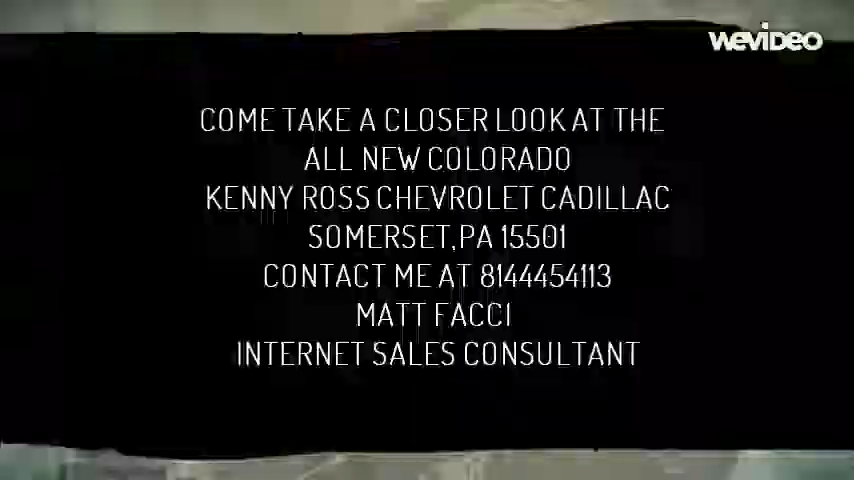 WEVIDEO
COME TAKE A CLOSER LOOK AT THE
ALL NEW COLORADO
KENNY ROSS CHEVROLET CADILLAC
SOMERSET,PA 15501
CONTACT ME AT 8144454113
MATT FACCI
INTERNET SALES CONSULTANT